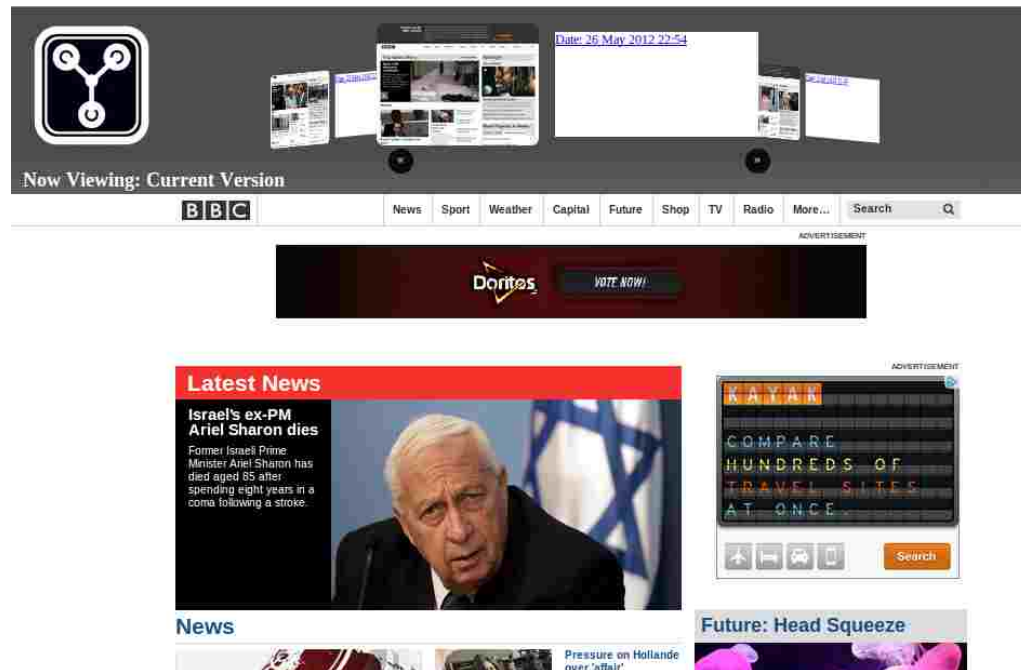 Date: 26 May 2012 22:54
Now Viewing: Current Version
BBC
News Sport Weather Capital Future Shop TV Radio More... Search
ADVERTISEMENT
Doritos VOTE NOW!
Latest News
Israel's ex-PM
Ariel Sharon dies
Former Israeli Prime
Minister Ariel Sharon has
died aged 85 after
spending eight years in a
coma following a stroke.
ADVERTISEMENT
KAYAK
COMPARE
HUNDREDS OF
TRAVEL SITES
AT ONCE.
Search
News
Future: Head Squeeze
Pressure on Hollande
over 'affair'